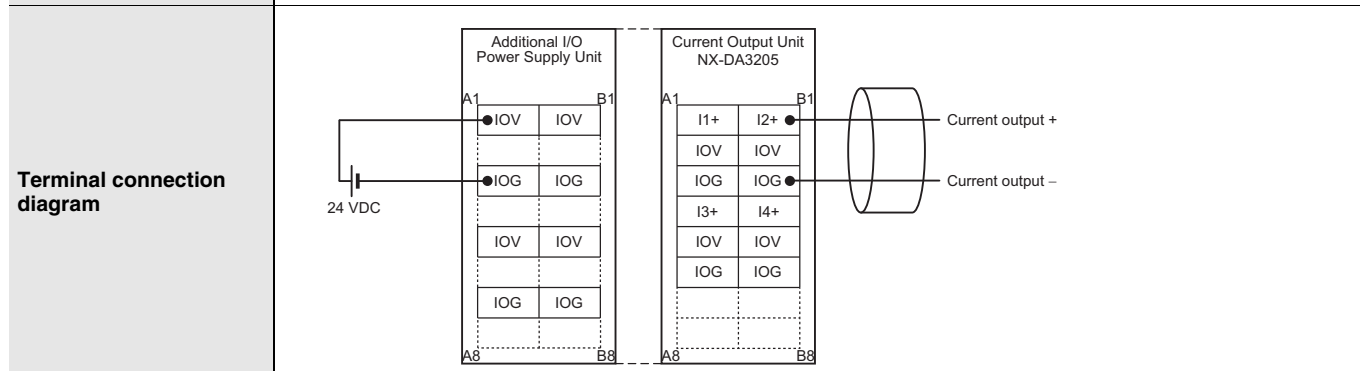 Terminal connection
diagram
Additional I/O
Power Supply Unit
A1 B1
IOV IOV
IOG IOG
IOV IOV
IOG IOG
A8 B8
24 VDC
Current Output Unit
NX-DA3205
A1 B1
I1+ I2+
IOV IOV
IOG IOG
I3+ I4+
IOV IOV
IOG IOG
A8 B8
Current output +
Current output –